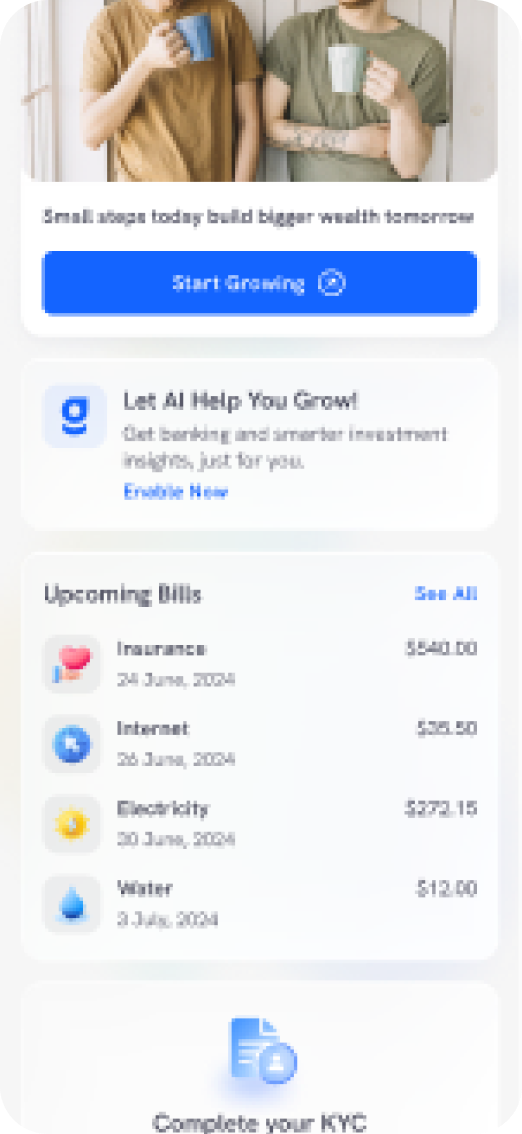 Small steps today build bigger wealth tomorrow
Start Growing
g
Let AI Help You Grow!
Get banking and smarter investment
insights, just for you.
Enable Now
Upcoming Bills
See All
Insurance
$540.00
24 June, 2024
Internet
$35.50
26 June, 2024
Electricity
$272.15
30 June, 2024
Water
$12.00
3 July, 2024
Complete your KYC